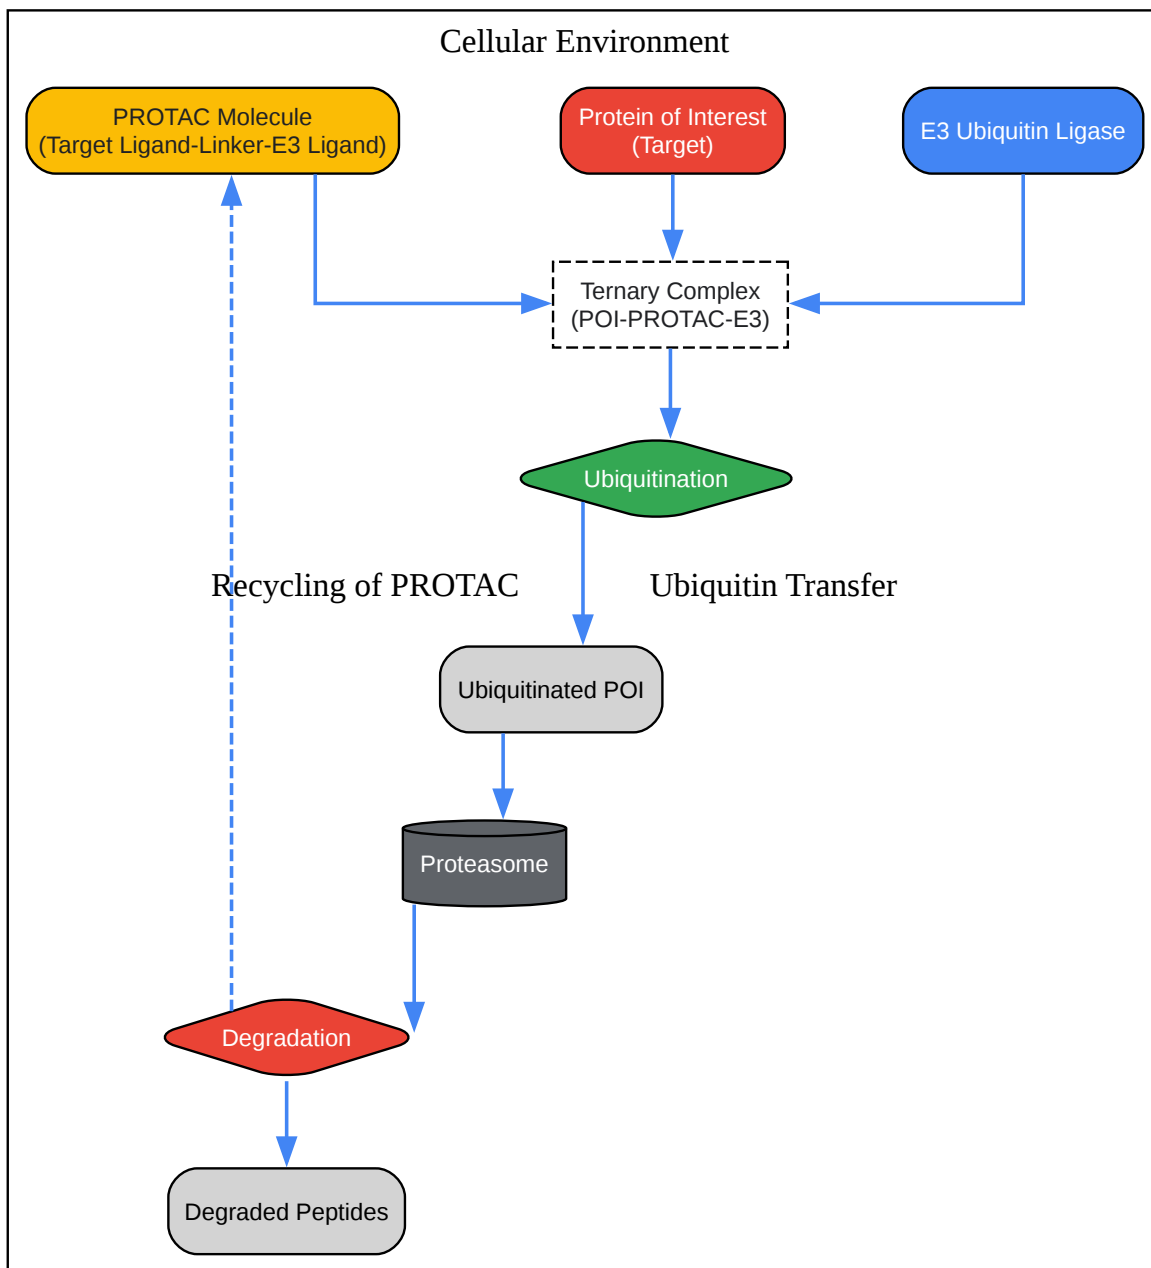 Cellular Environment
PROTAC Molecule
(Target Ligand-Linker-E3 Ligand)
Protein of Interest
(Target)
E3 Ubiquitin Ligase
Ternary Complex
(POI-PROTAC-E3)
Ubiquitination
Recycling of PROTAC
Ubiquitin Transfer
Ubiquitinated POI
Proteasome
Degradation
Degraded Peptides